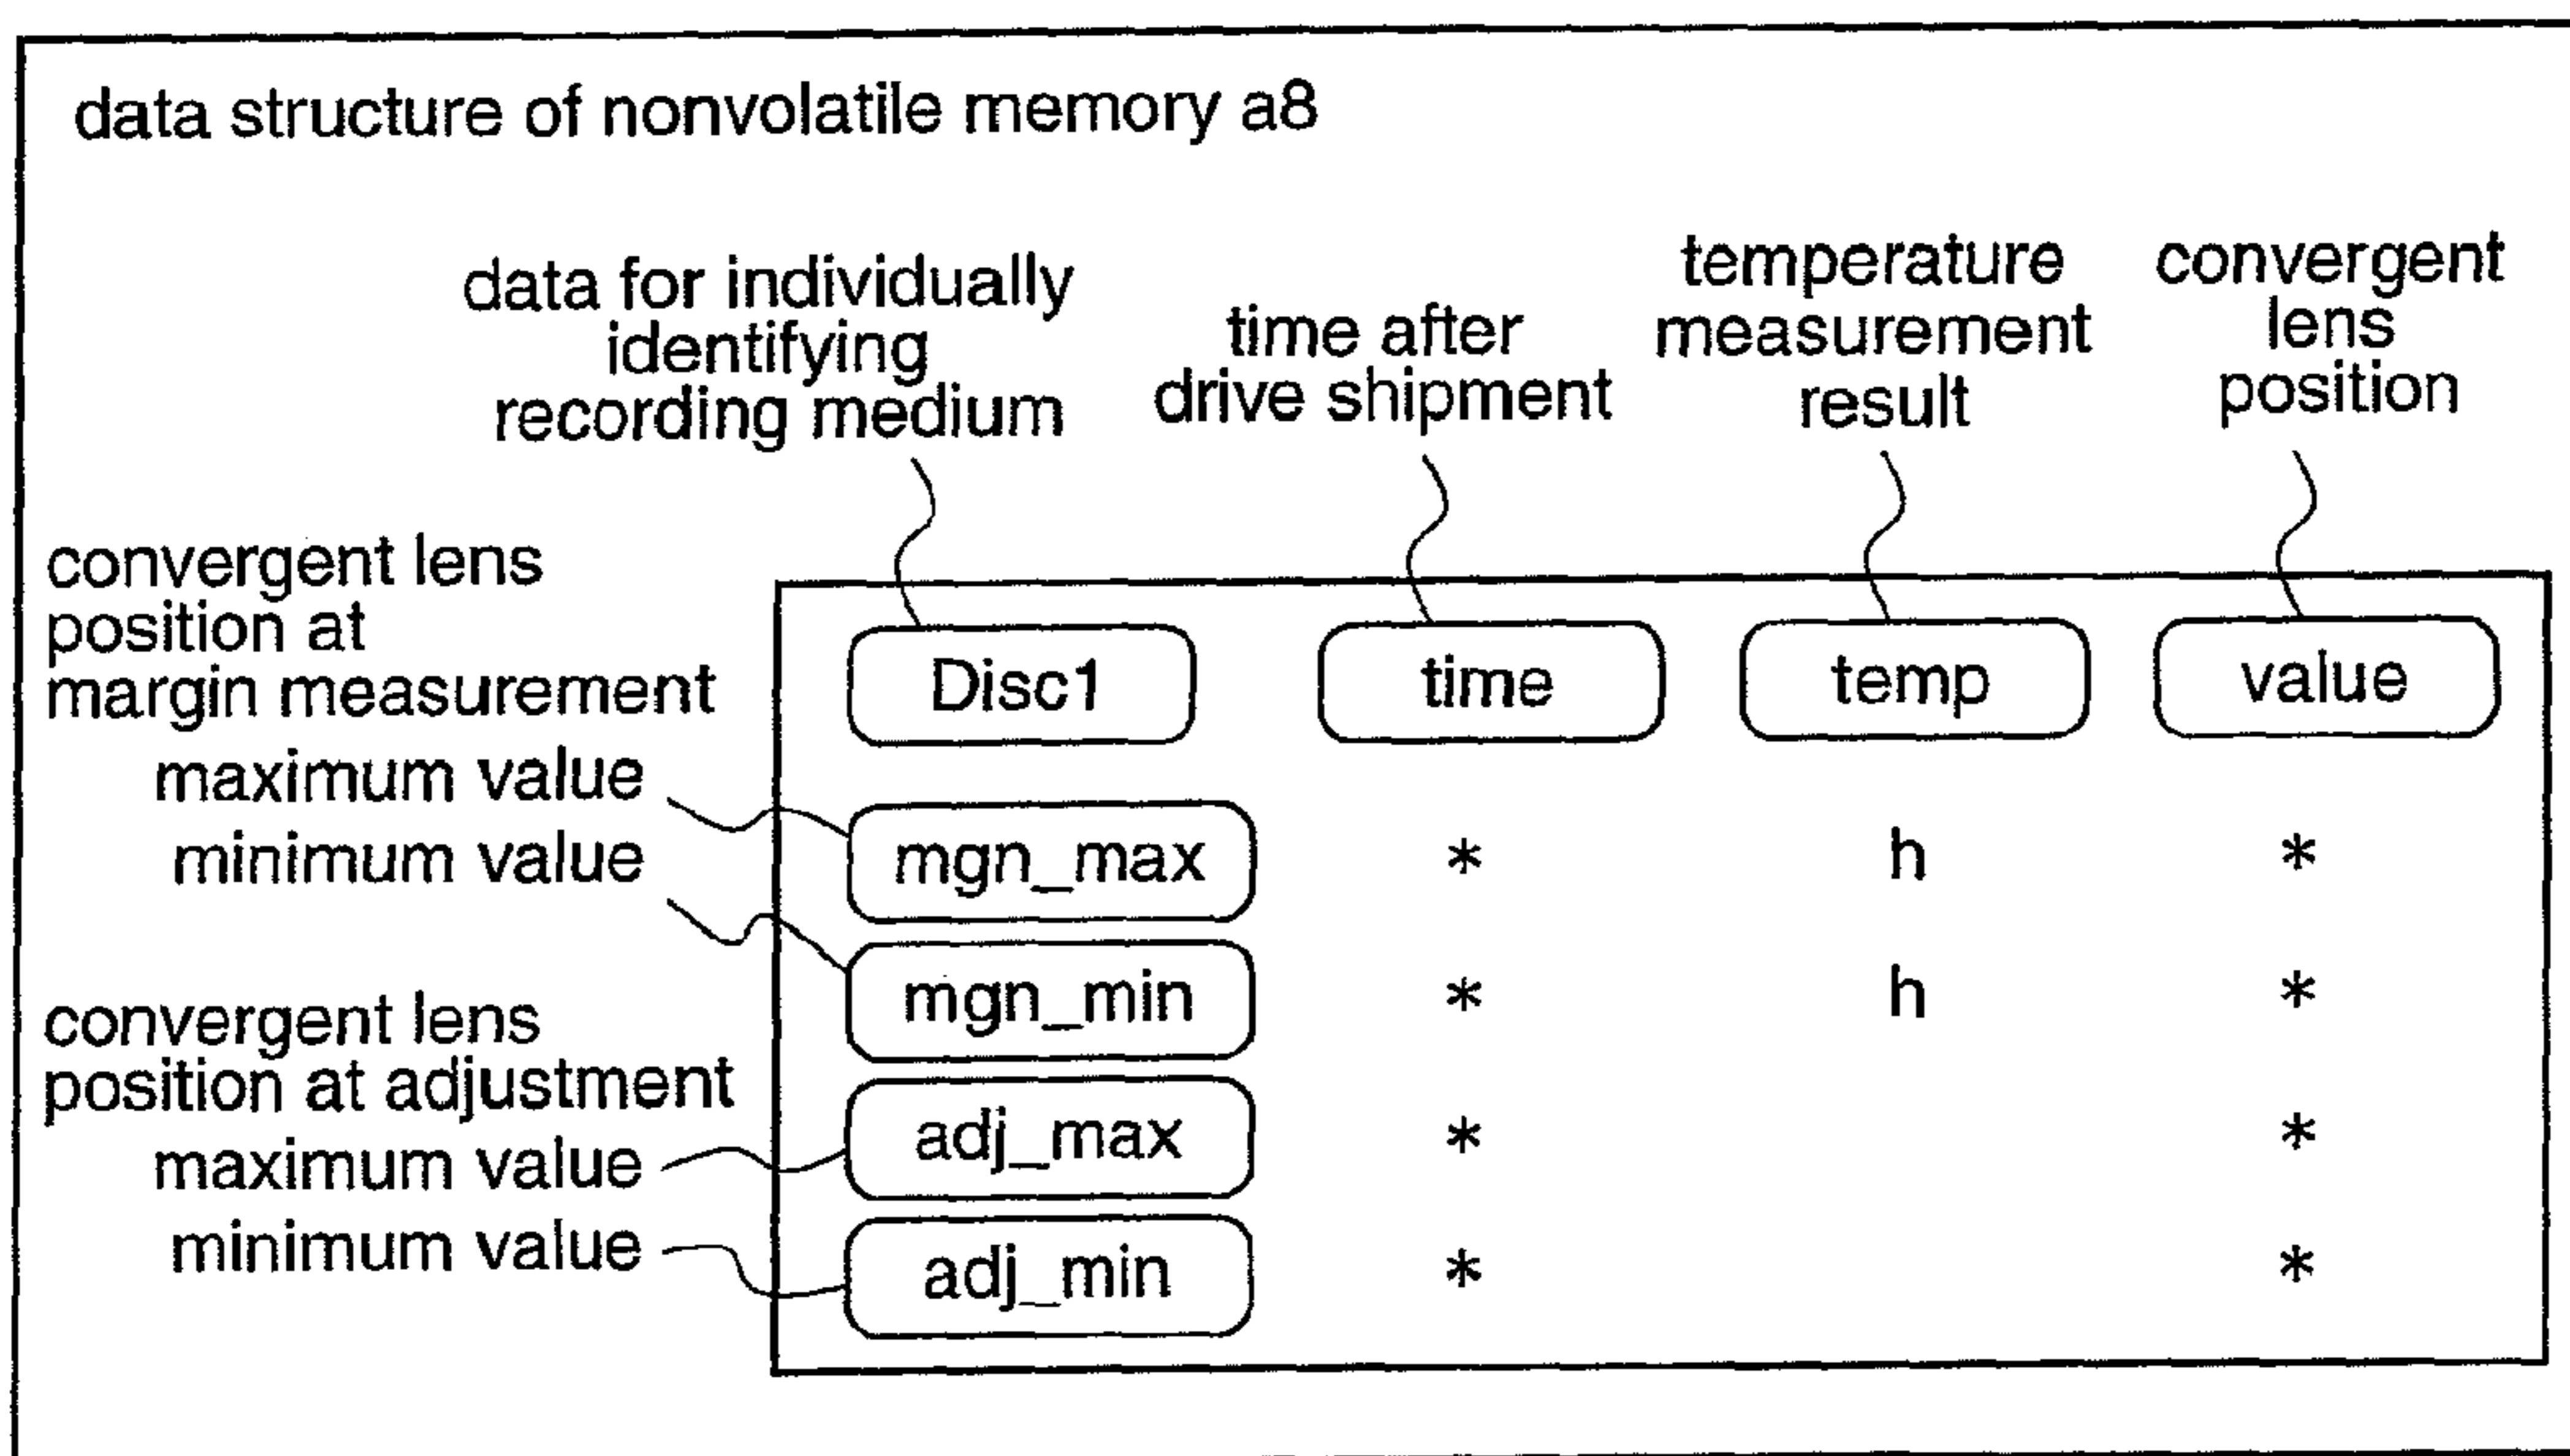 data structure of nonvolatile memory a8
data for individually
identifying
recording medium
time after
drive shipment
temperature
measurement
result
convergent
lens
position
convergent lens
position at
margin measurement
maximum value
minimum value
convergent lens
position at adjustment
maximum value
minimum value
Disc1 time temp value
mgn_max * h *
mgn_min * h *
adj_max * *
adj_min * *